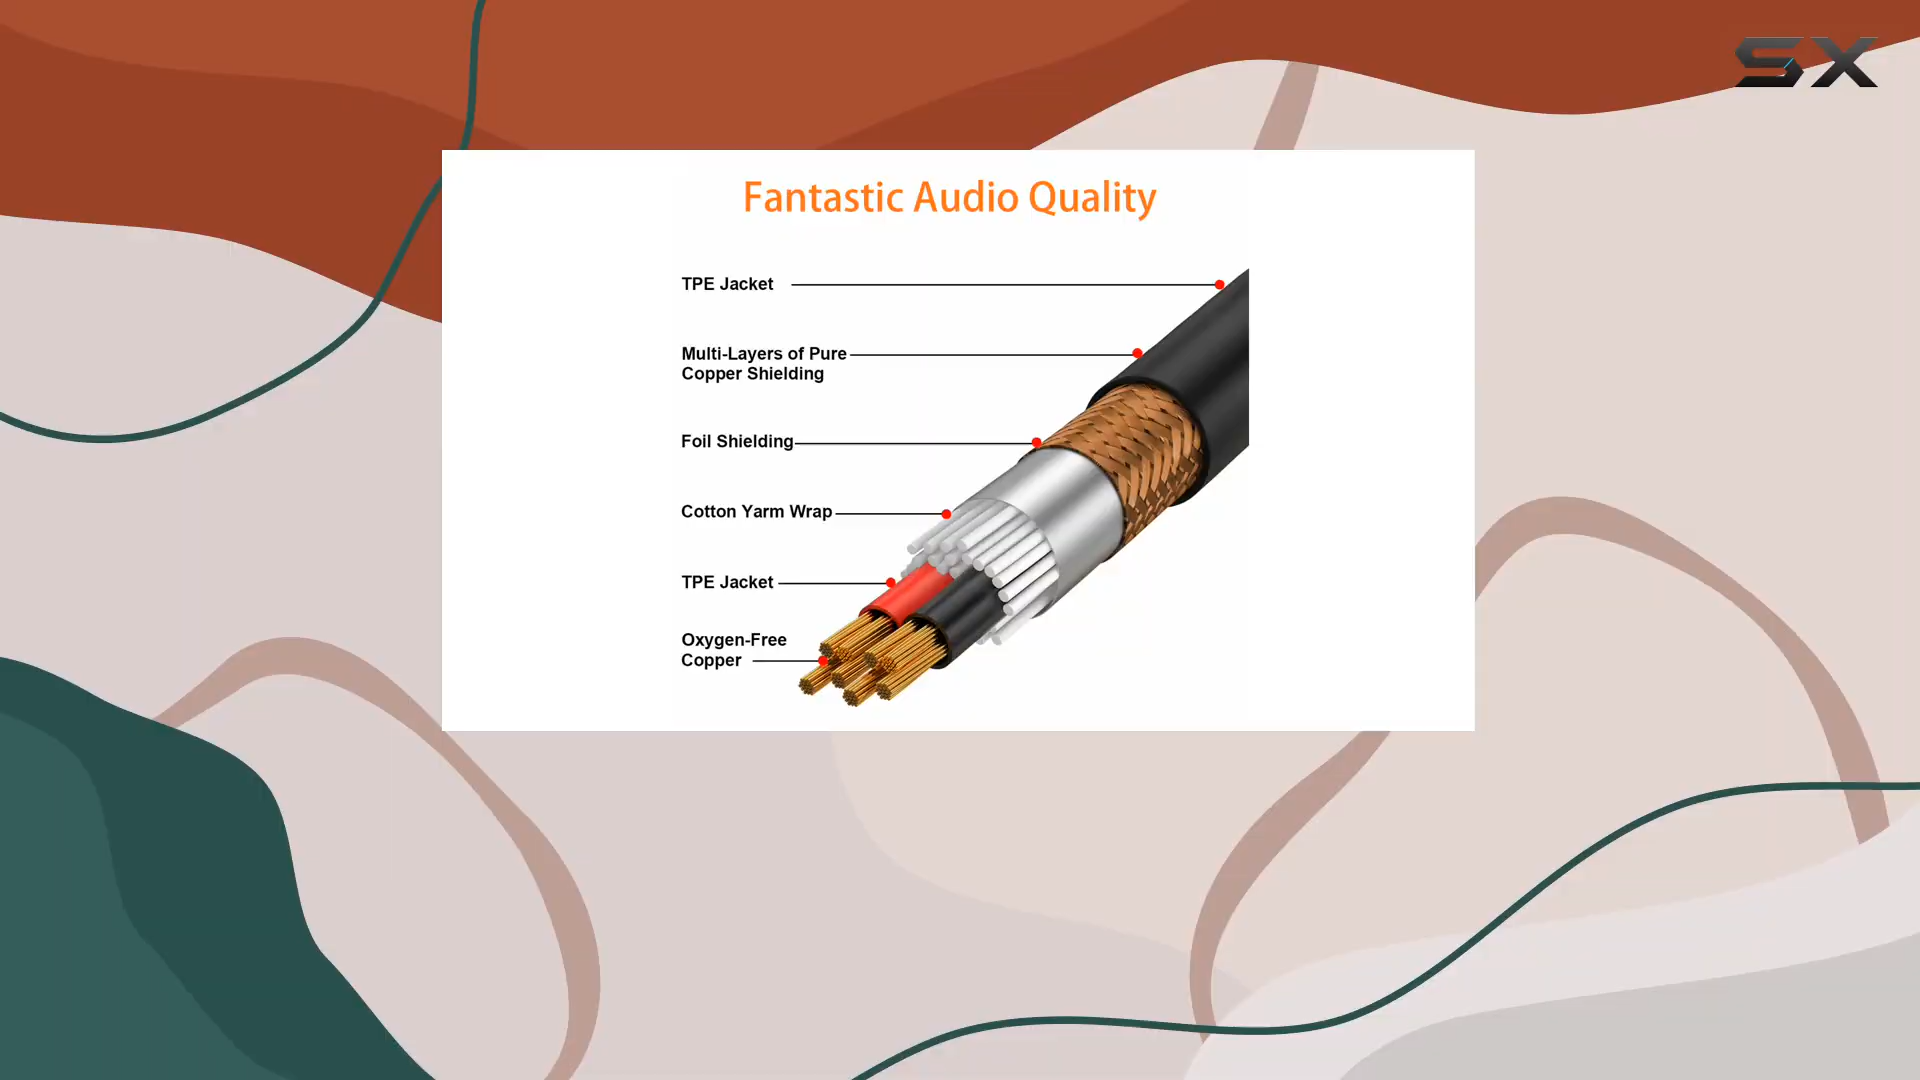 SX
Fantastic Audio Quality
TPE Jacket
Multi-Layers of Pure
Copper Shielding
Foil Shielding
Cotton Yarm Wrap
TPE Jacket
Oxygen-Free
Copper